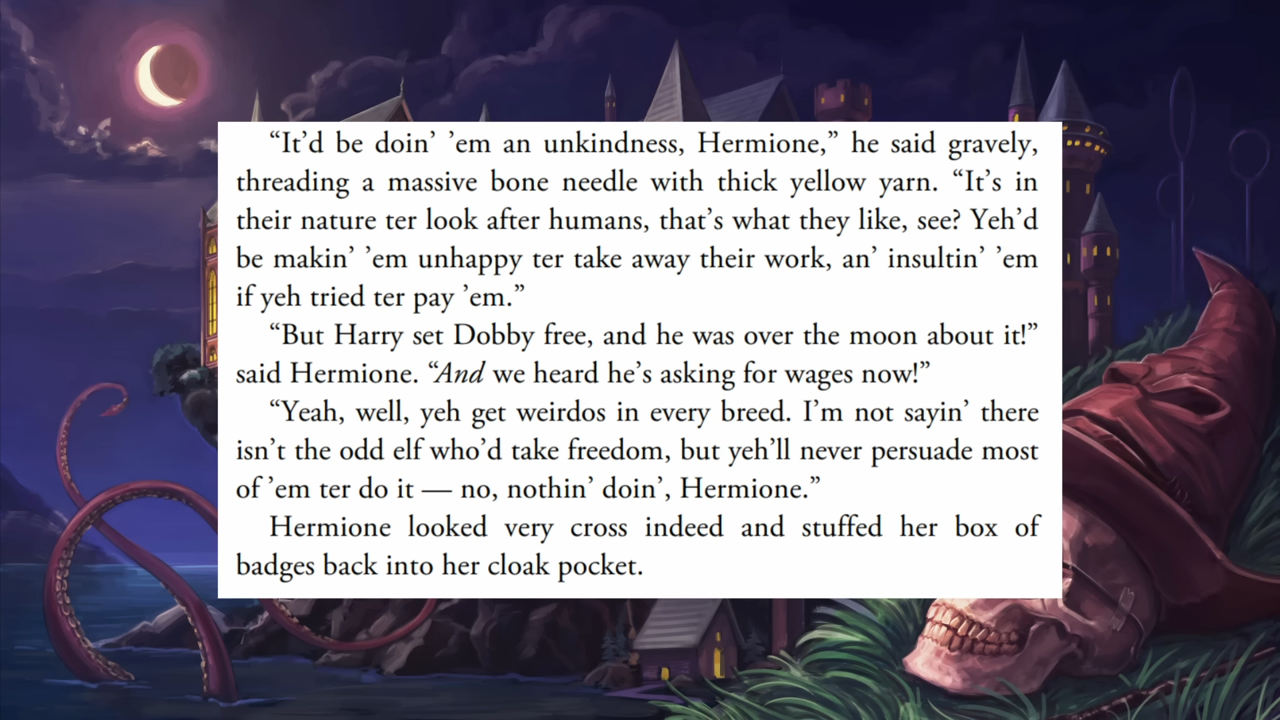 “It’d be doin’ ’em an unkindness, Hermione,” he said gravely,
threading a massive bone needle with thick yellow yarn. “It’s in
their nature ter look after humans, that’s what they like, see? Yeh’d
be makin’ ’em unhappy ter take away their work, an’ insultin’ ’em
if yeh tried ter pay ’em.”
“But Harry set Dobby free, and he was over the moon about it!”
said Hermione. “And we heard he’s asking for wages now!”
“Yeah, well, yeh get weirdos in every breed. I’m not sayin’ there
isn’t the odd elf who’d take freedom, but yeh’ll never persuade most
of ’em ter do it — no, nothin’ doin’, Hermione.”
Hermione looked very cross indeed and stuffed her box of
badges back into her cloak pocket.